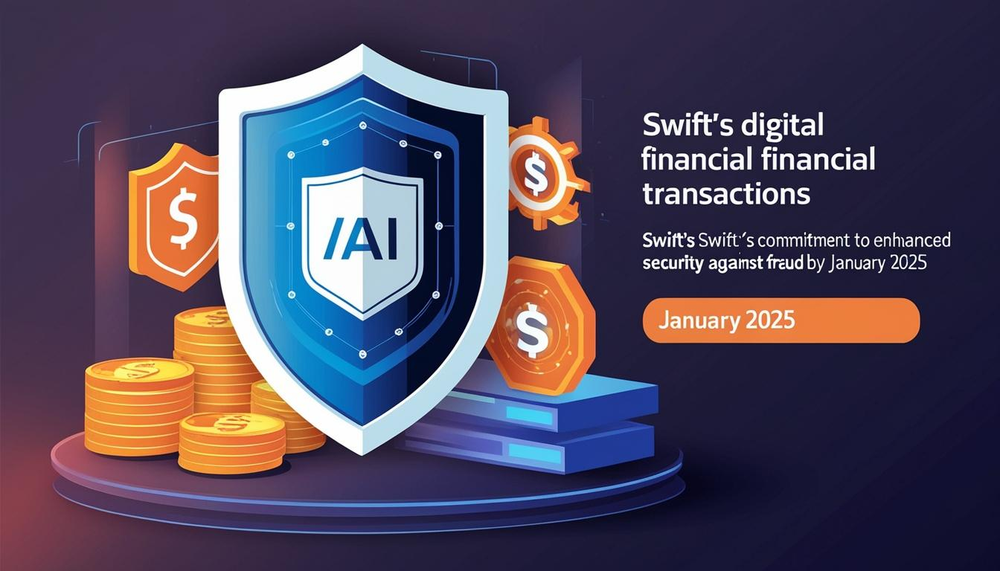 /AI
$
$
$
Swift's digital
financial financial
transactions
Swift's Swift 's commitment to enhanced
security against fraud by January 2025
January 2025